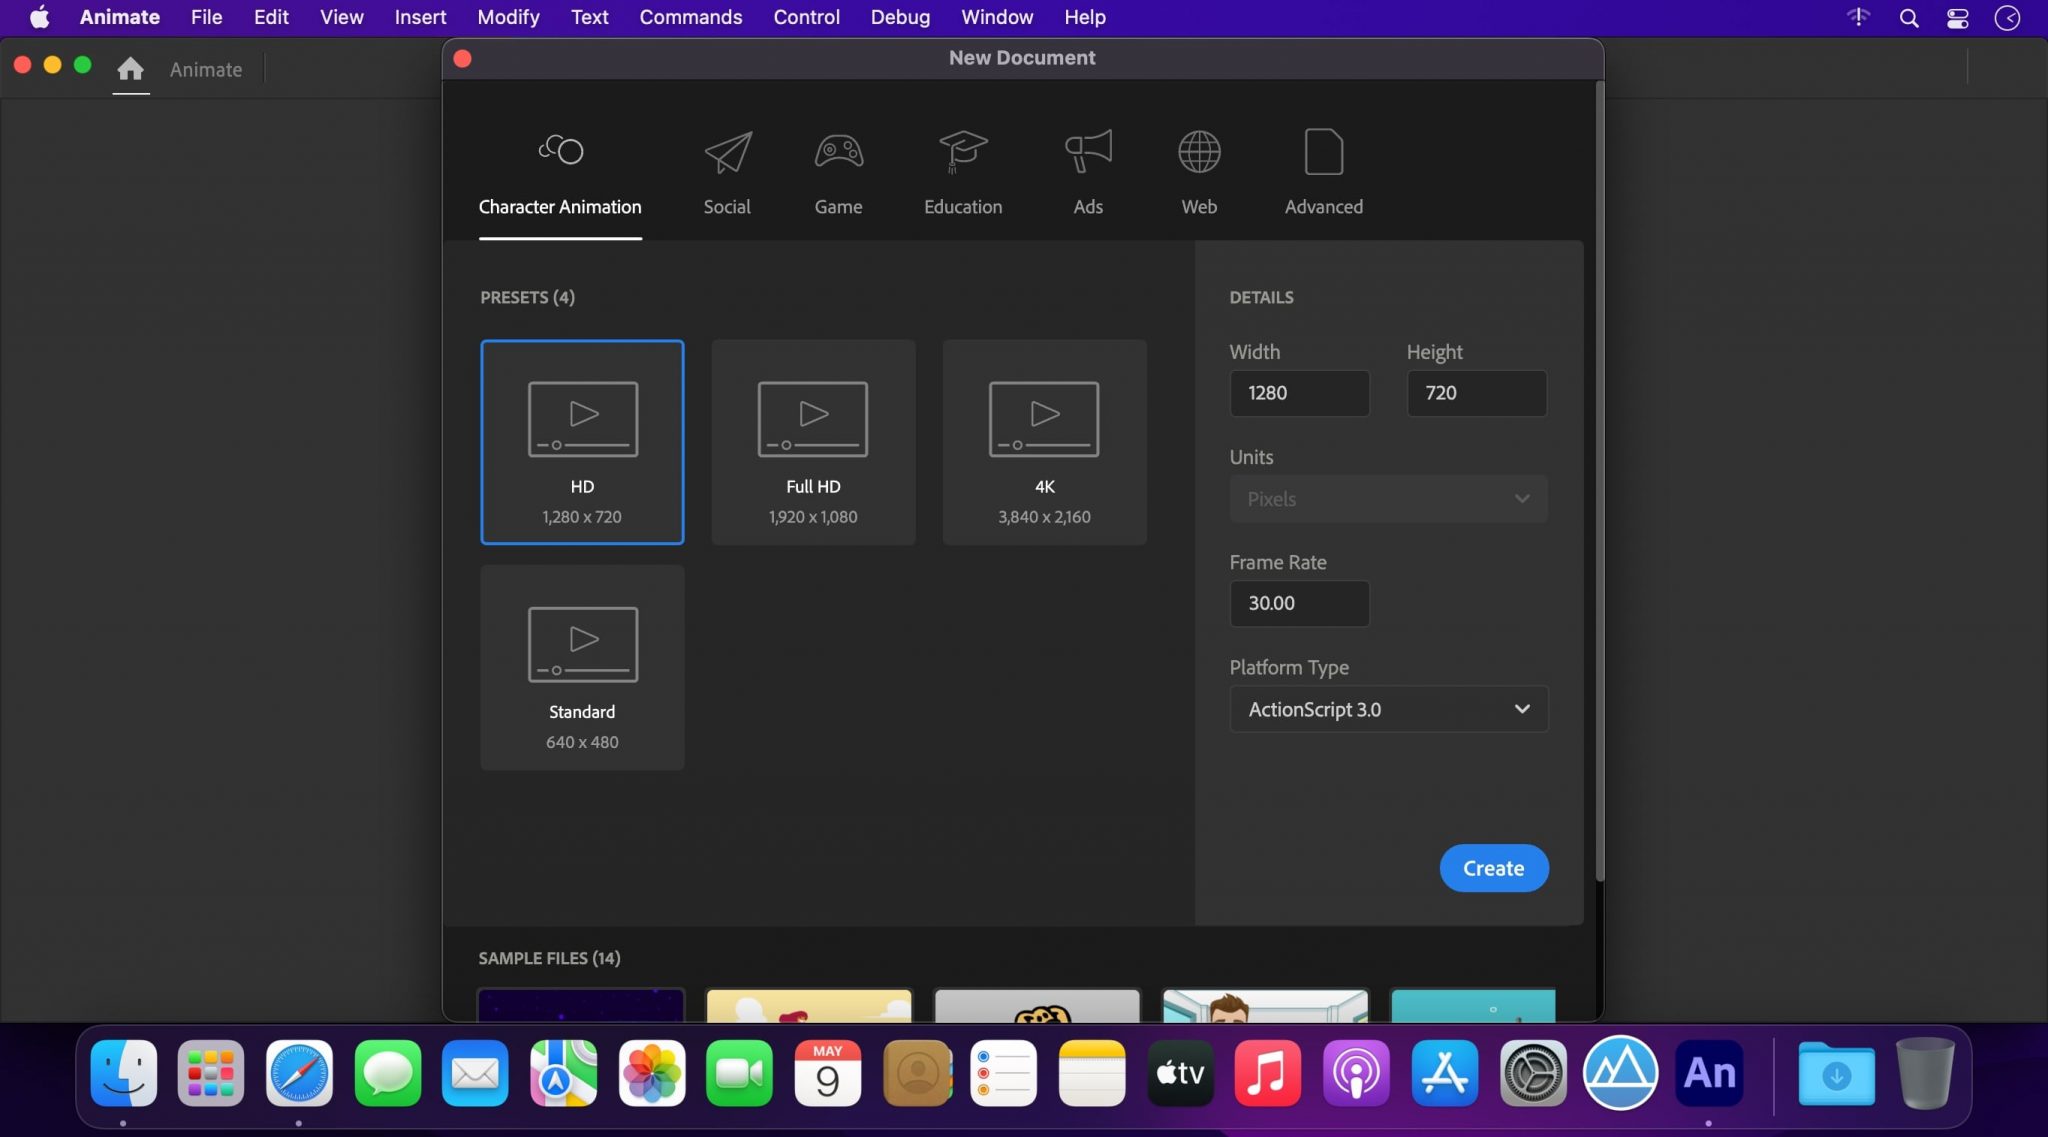 Animate File Edit View Insert Modify Text Commands Control Debug Window Help
Animate
New Document
Character Animation Social Game Education Ads Web Advanced
PRESETS (4)
HD
1,280 x 720
Full HD
1,920 x 1,080
4K
3,840 x 2,160
Standard
640 x 480
DETAILS
Width Height
1280 720
Units
Pixels
Frame Rate
30.00
Platform Type
ActionScript 3.0
Create
SAMPLE FILES (14)
MAY
9
tv
An